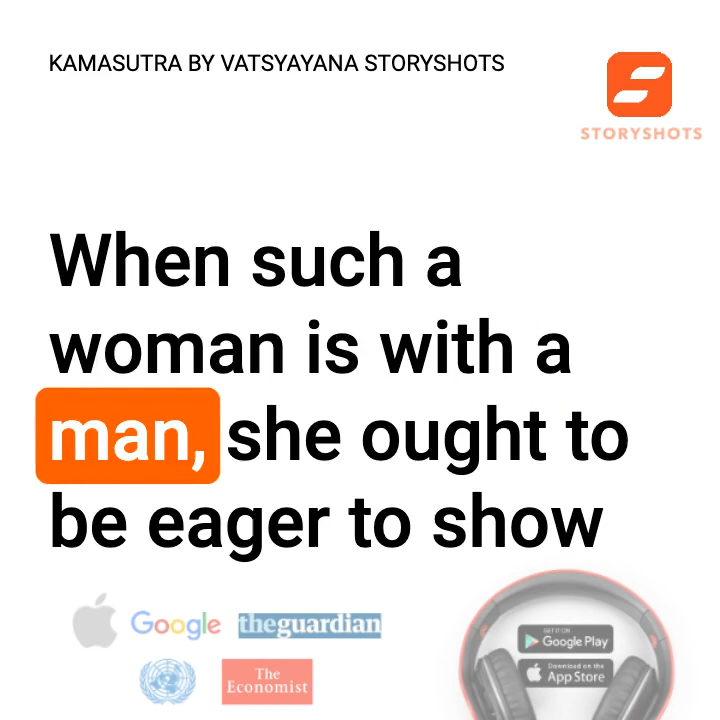 KAMASUTRA BY VATSYAYANA STORYSHOTS
STORYSHOTS
When such a
woman is with a
man, she ought to
be eager to show
Google
theguardian
The
Economist
GET IT ON
Google Play
Download on the
App Store